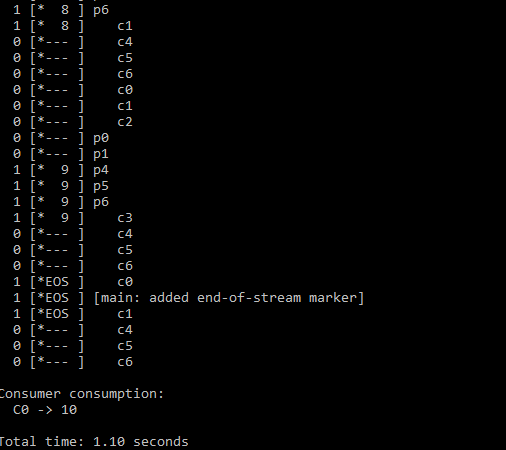 1 [*  8 ] p6
1 [*  8 ]    c1
0 [*--- ]    c4
0 [*--- ]    c5
0 [*--- ]    c6
0 [*--- ]    c0
0 [*--- ]    c1
0 [*--- ]    c2
0 [*--- ] p0
0 [*--- ] p1
1 [*  9 ] p4
1 [*  9 ] p5
1 [*  9 ] p6
1 [*  9 ]    c3
0 [*--- ]    c4
0 [*--- ]    c5
0 [*--- ]    c6
1 [*EOS ]    c0
1 [*EOS ] [main: added end-of-stream marker]
1 [*EOS ]    c1
0 [*--- ]    c4
0 [*--- ]    c5
0 [*--- ]    c6
Consumer consumption:
C0 -> 10
Total time: 1.10 seconds